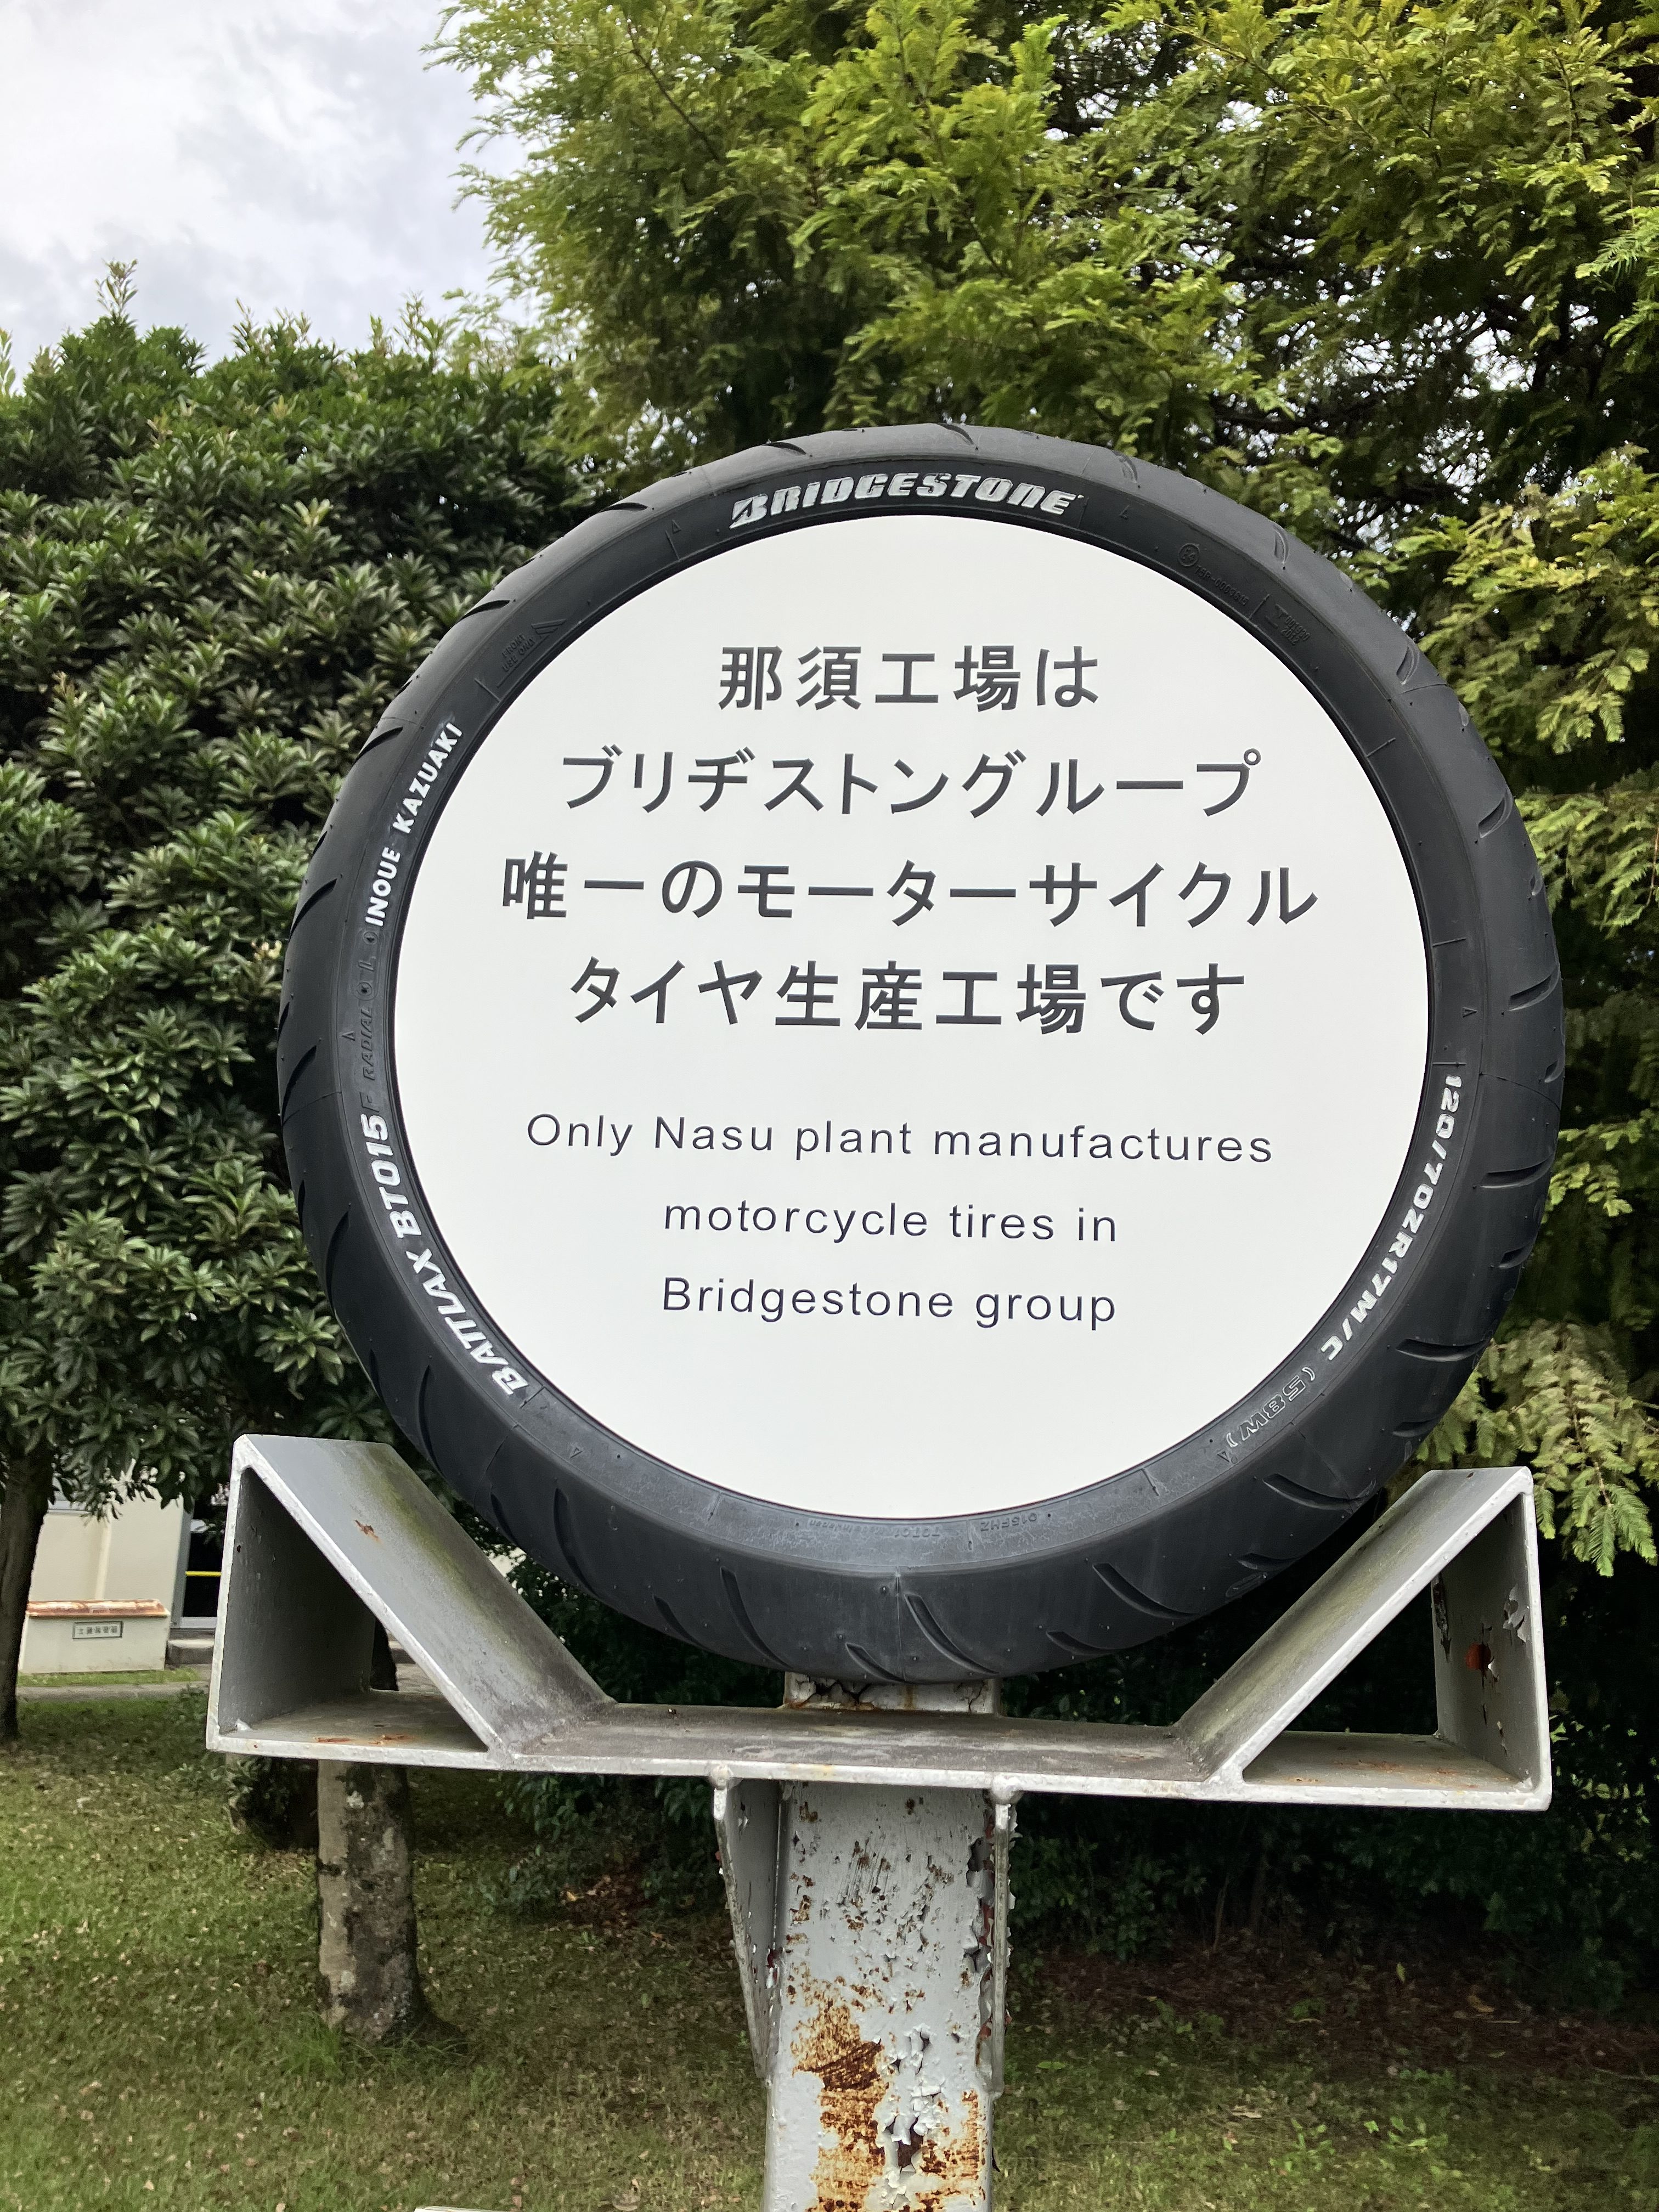 BRIDGESTONE
那須工場は
ブリヂストングループ
唯一のモーターサイクル
タイヤ生産工場です
Only Nasu plant manufactures
motorcycle tires in
Bridgestone group
INOUE KAZUAKI
RADIAL
BATTLAX BT015F
120/70ZR17M/C (58W)